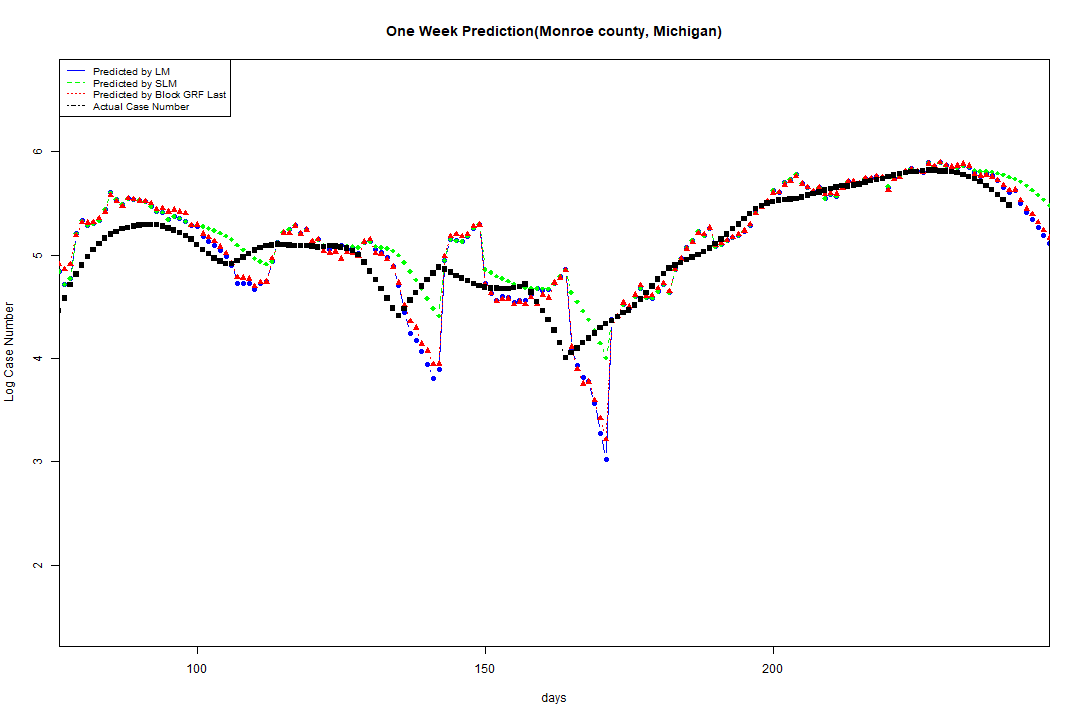 One Week Prediction(Monroe county, Michigan)
Predicted by LM
Predicted by SLM
Predicted by Block GRF Last
Actual Case Number
6
5
4
3
2
Log Case Number
100 150 200
days